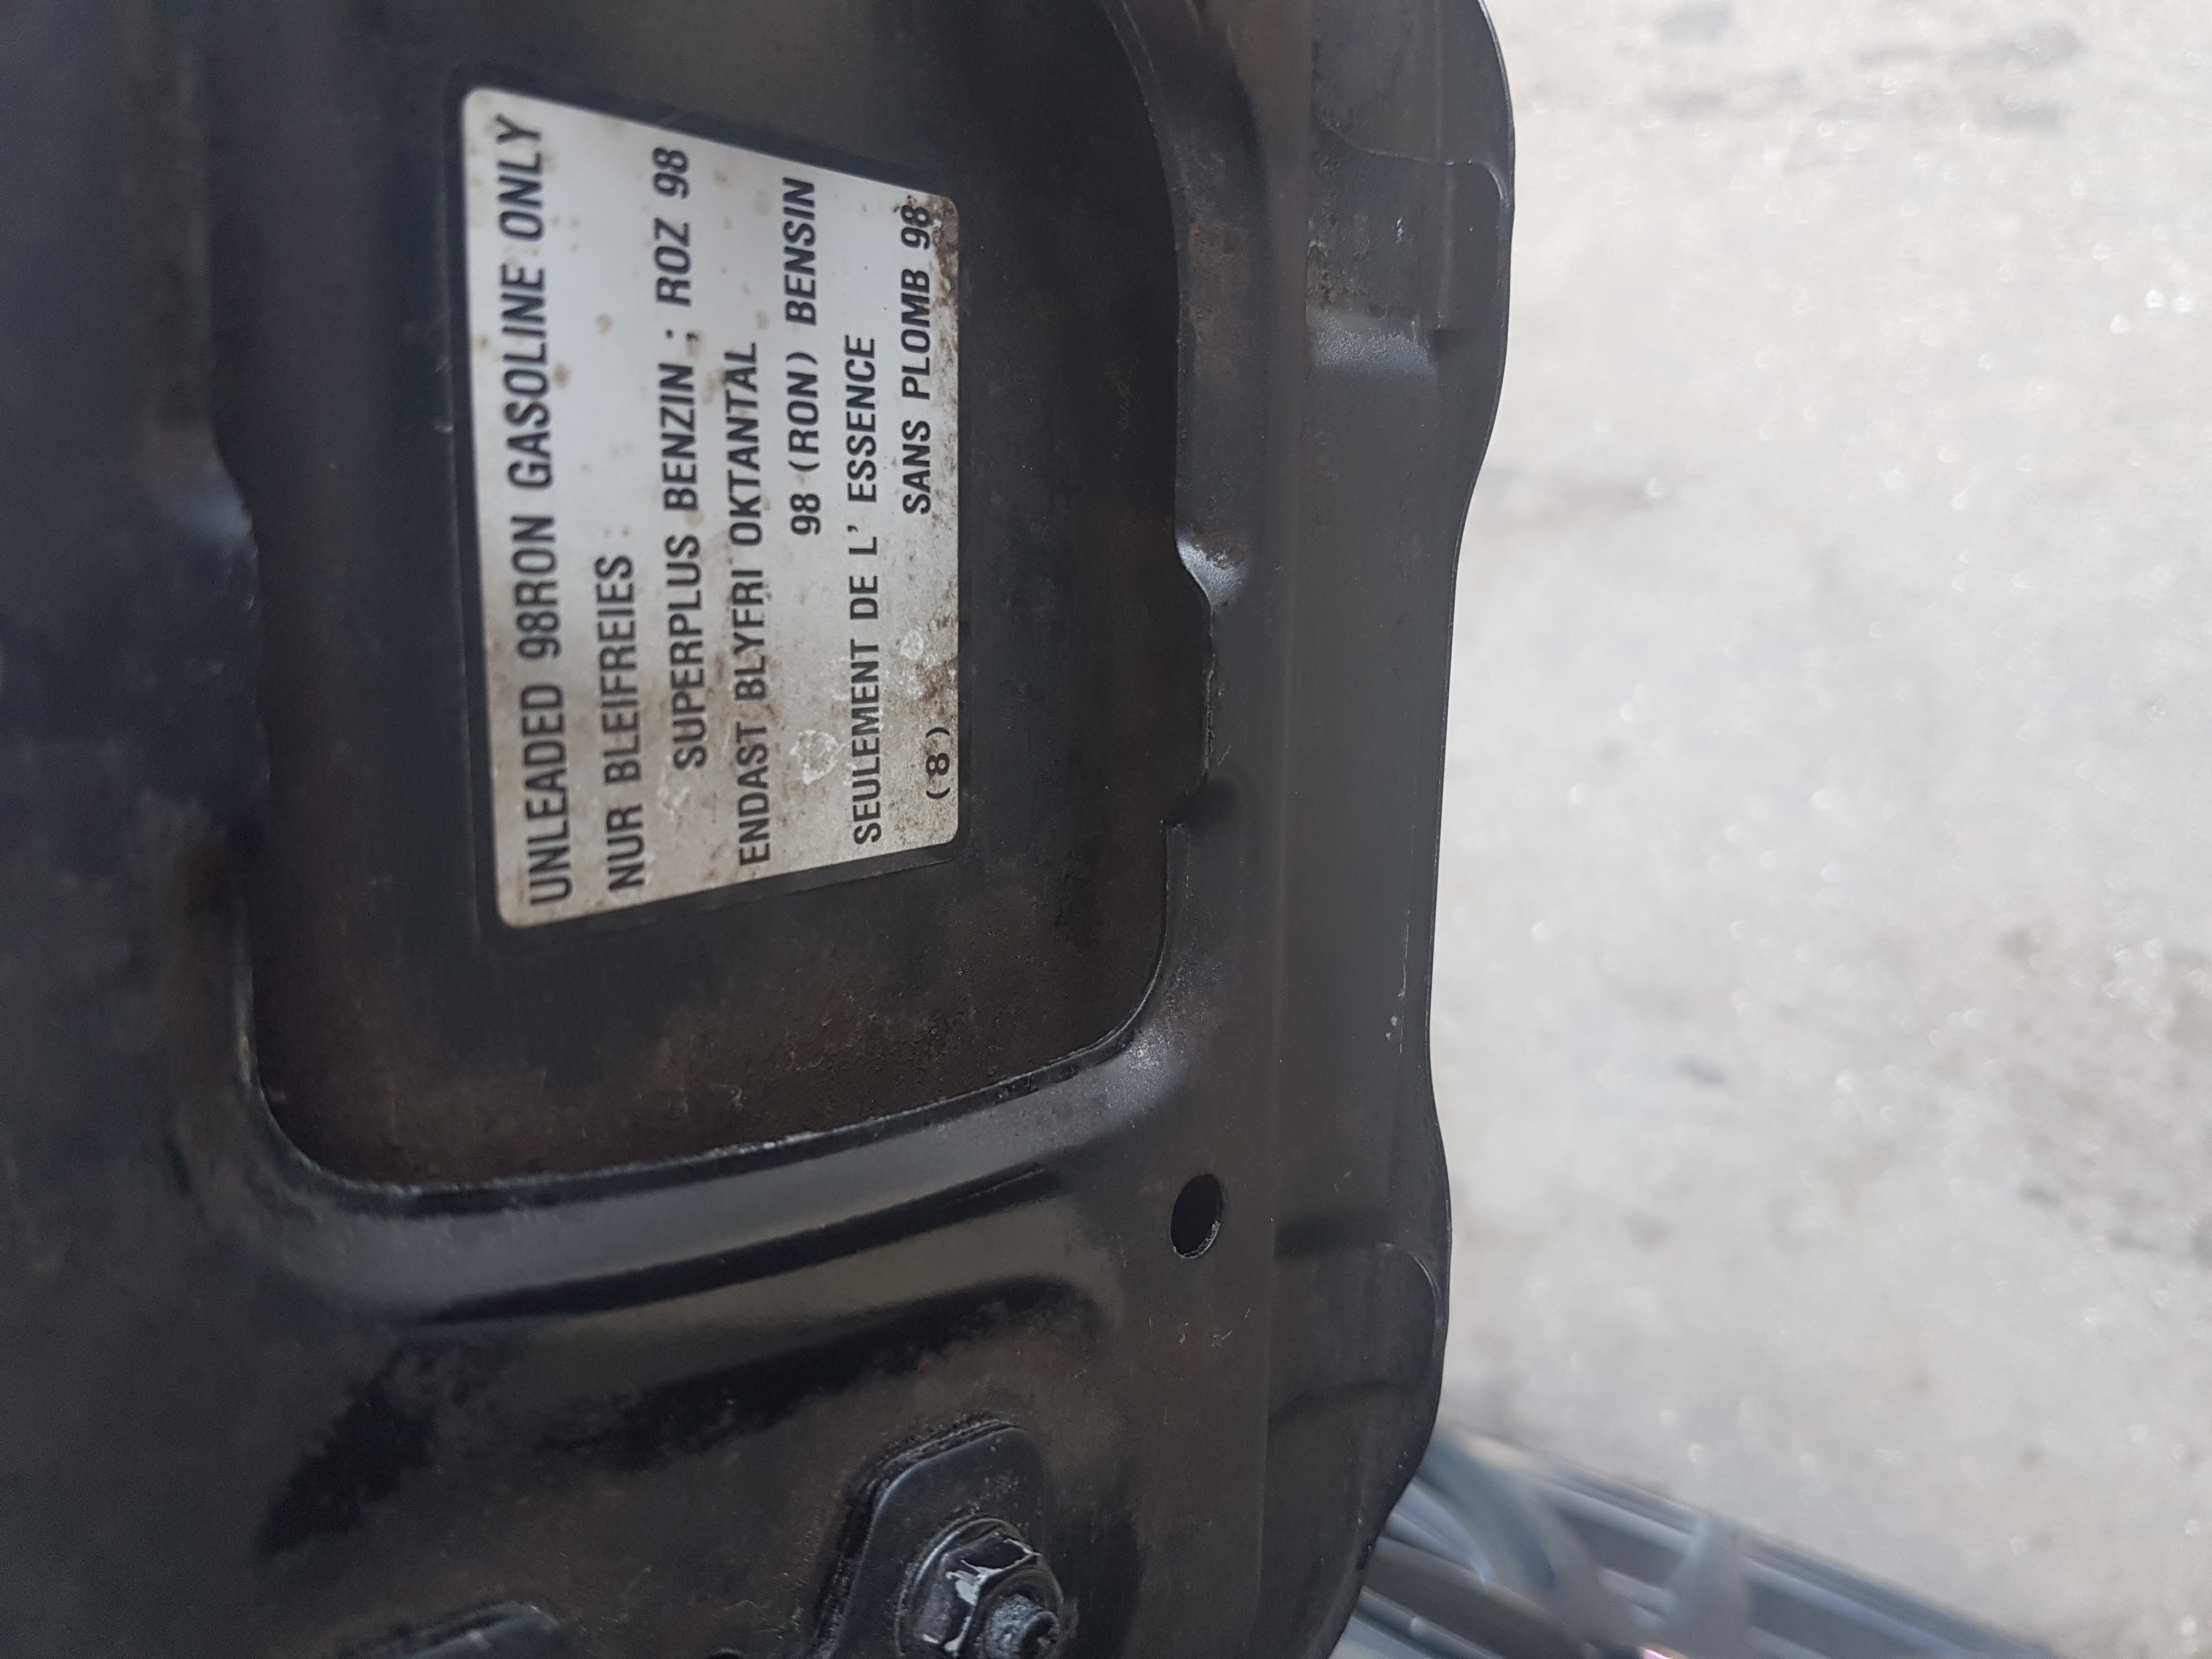 UNLEADED 98RON GASOLINE ONLY
NUR BLEIFREIES
SUPERPLUS BENZIN ; ROZ 98
ENDAST BLYFRI OKTANTAL
98 (RON) BENSIN
SEULEMENT DE L' ESSENCE
(8) SANS PLOMB 98